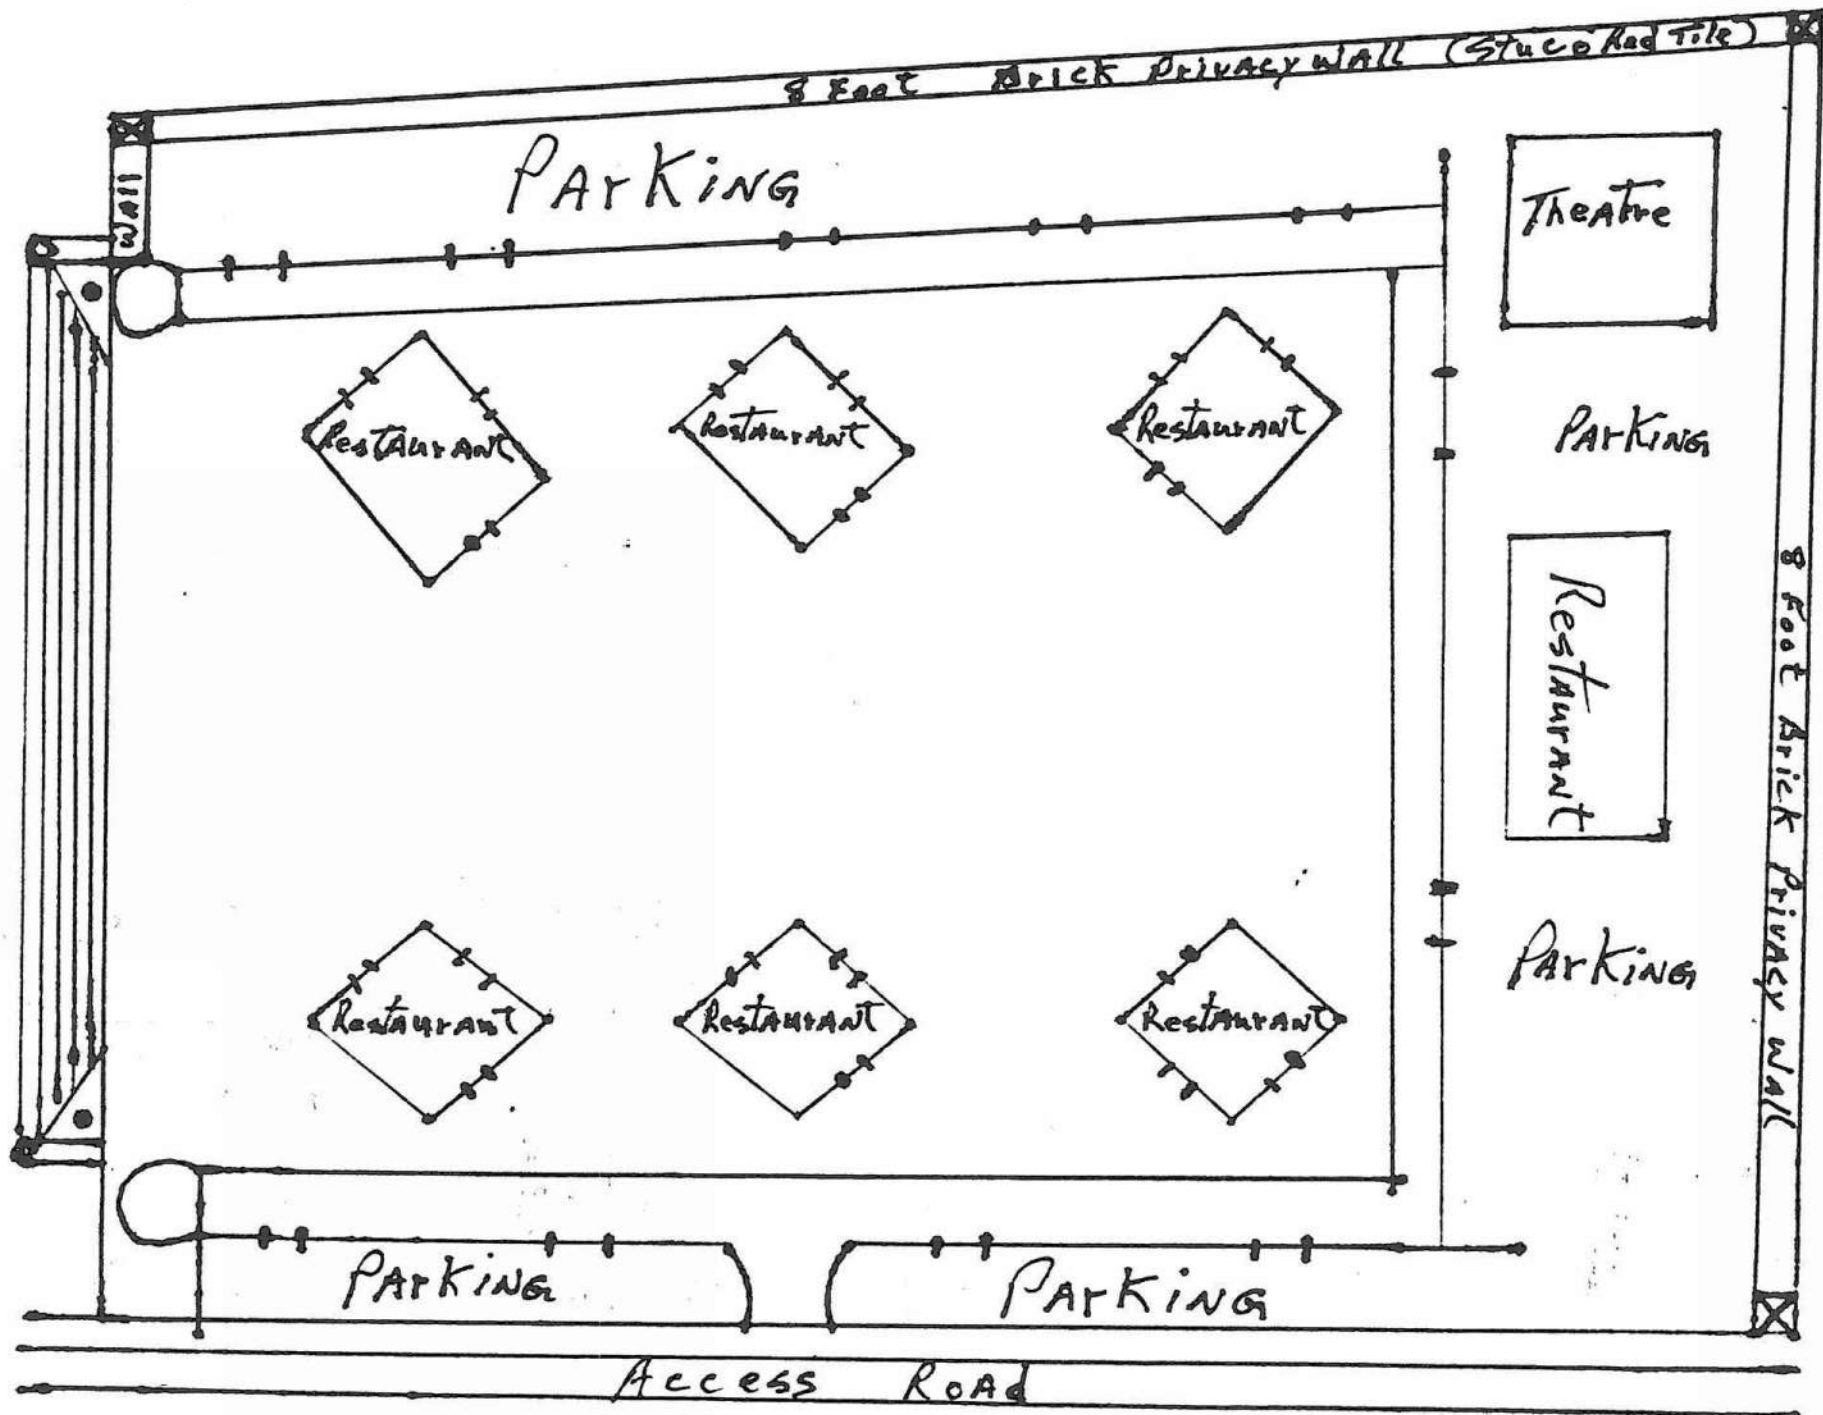 8 Foot Brick Privacy Wall (Stuco Red Tile)
Wall
Parking
Theatre
Restaurant Restaurant Restaurant
Parking
Restaurant
8 Foot Brick Privacy Wall
Parking
Restaurant Restaurant Restaurant
Parking Parking
Access Road